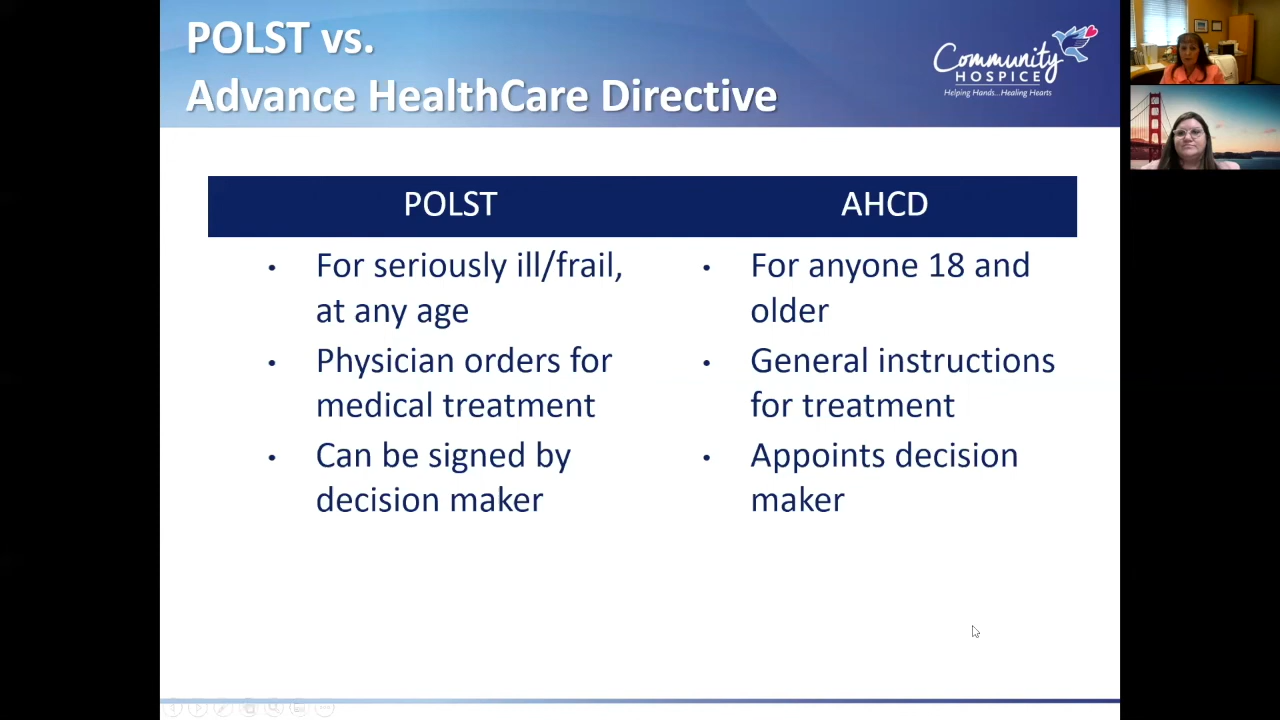 POLST vs.
Advance HealthCare Directive
Community
HOSPICE
Helping Hands...Healing Hearts
POLST
AHCD
• For seriously ill/frail,
at any age
• Physician orders for
medical treatment
• Can be signed by
decision maker
• For anyone 18 and
older
• General instructions
for treatment
• Appoints decision
maker